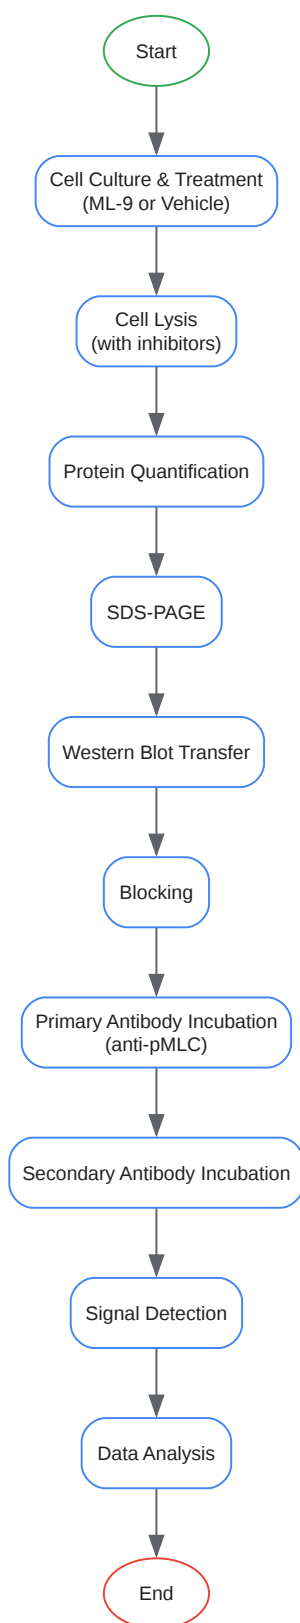 Start
Cell Culture & Treatment
(ML-9 or Vehicle)
Cell Lysis
(with inhibitors)
Protein Quantification
SDS-PAGE
Western Blot Transfer
Blocking
Primary Antibody Incubation
(anti-pMLC)
Secondary Antibody Incubation
Signal Detection
Data Analysis
End